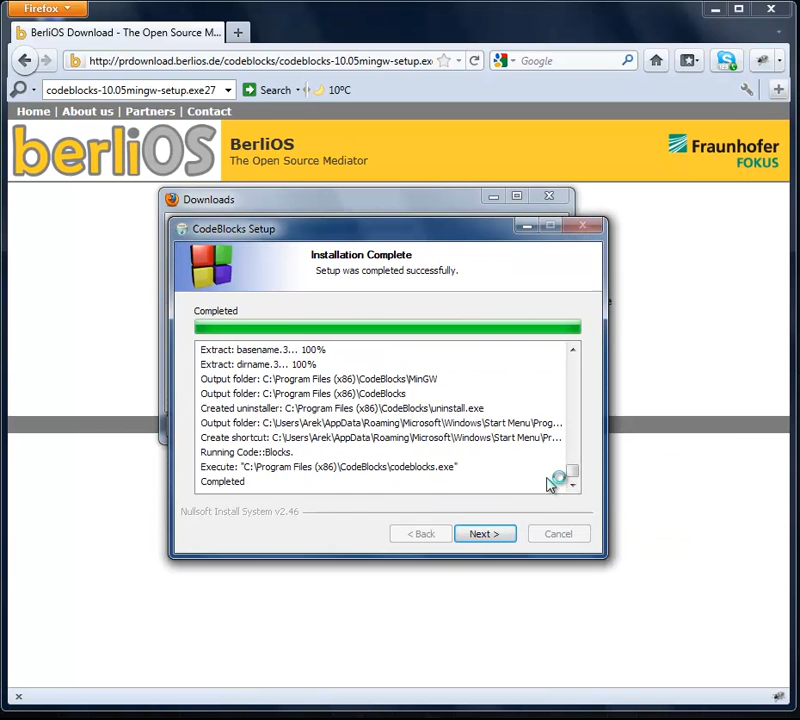 Firefox
BerliOS Download - The Open Source M...
http://prdownload.berlios.de/codeblocks/codeblocks-10.05mingw-setup.exe
Google
codeblocks-10.05mingw-setup.exe27
Search
10°C
Home | About us | Partners | Contact
berliOS
BerliOS
The Open Source Mediator
Fraunhofer
FOKUS
Downloads
CodeBlocks Setup
Installation Complete
Setup was completed successfully.
Completed
Extract: basename.3... 100%
Extract: dirname.3... 100%
Output folder: C:\Program Files (x86)\CodeBlocks\MinGW
Output folder: C:\Program Files (x86)\CodeBlocks
Created uninstaller: C:\Program Files (x86)\CodeBlocks\uninstall.exe
Output folder: C:\Users\Arek\AppData\Roaming\Microsoft\Windows\Start Menu\Prog...
Create shortcut: C:\Users\Arek\AppData\Roaming\Microsoft\Windows\Start Menu\Pr...
Running Code::Blocks.
Execute: "C:\Program Files (x86)\CodeBlocks\codeblocks.exe"
Completed
Nullsoft Install System v2.46
< Back
Next >
Cancel